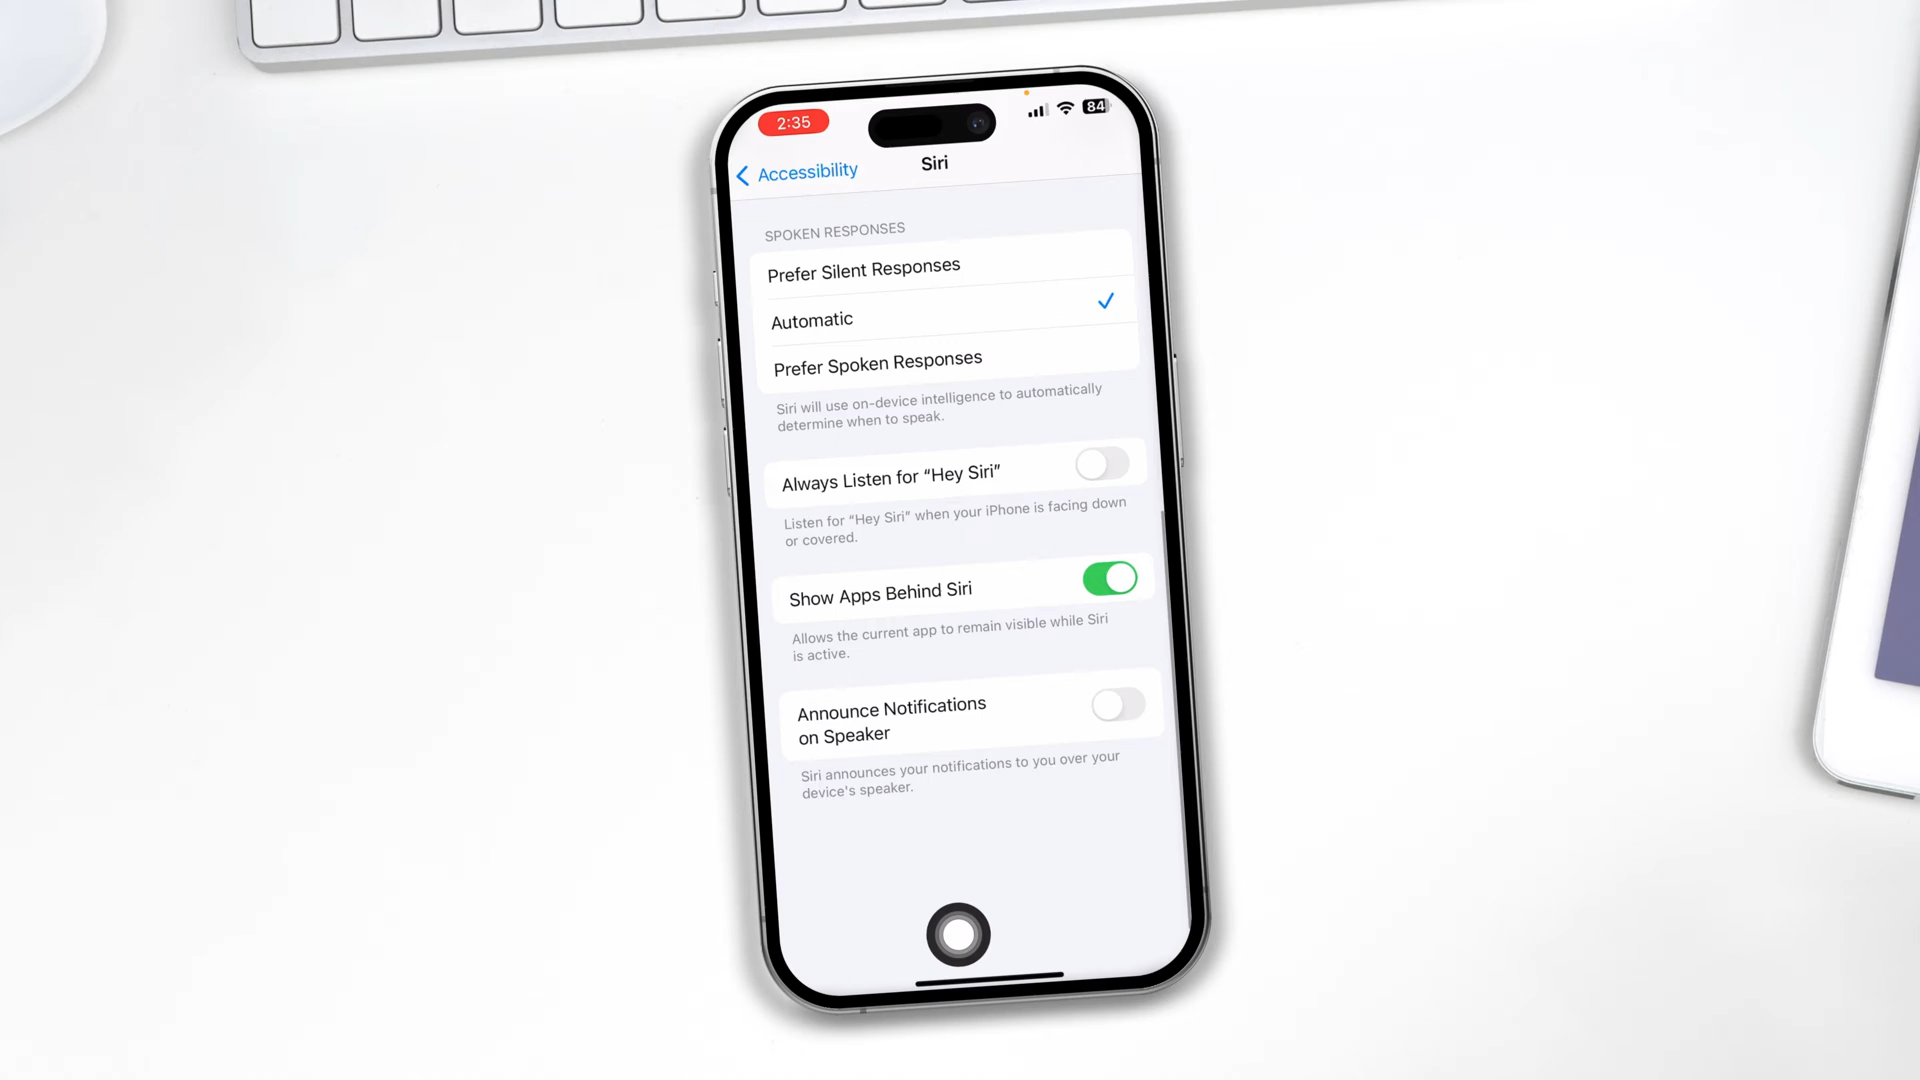 2:35
84
Accessibility
Siri
SPOKEN RESPONSES
Prefer Silent Responses
Automatic
Prefer Spoken Responses
Siri will use on-device intelligence to automatically
determine when to speak.
Always Listen for “Hey Siri”
Listen for “Hey Siri” when your iPhone is facing down
or covered.
Show Apps Behind Siri
Allows the current app to remain visible while Siri
is active.
Announce Notifications
on Speaker
Siri announces your notifications to you over your
device's speaker.